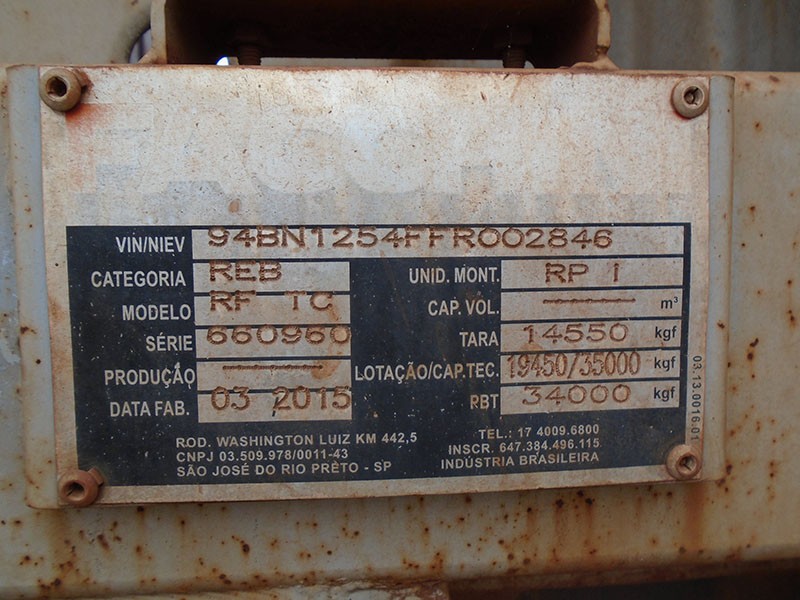 FACCHINI
VIN/NIEV 94BN1254FFR002846
CATEGORIA REB UNID. MONT. RP 1
MODELO RF TC CAP. VOL. ------ m³
SÉRIE 660960 TARA 14550 kgf
PRODUÇÃO ------ LOTAÇÃO/CAP.TEC. 19450/35000 kgf
DATA FAB. 03 2015 RBT 34000 kgf
03.13.0016.01
ROD. WASHINGTON LUIZ KM 442,5 TEL.: 17 4009.6800
CNPJ 03.509.978/0011-43 INSCR. 647.384.496.115
SÃO JOSÉ DO RIO PRÊTO - SP INDÚSTRIA BRASILEIRA